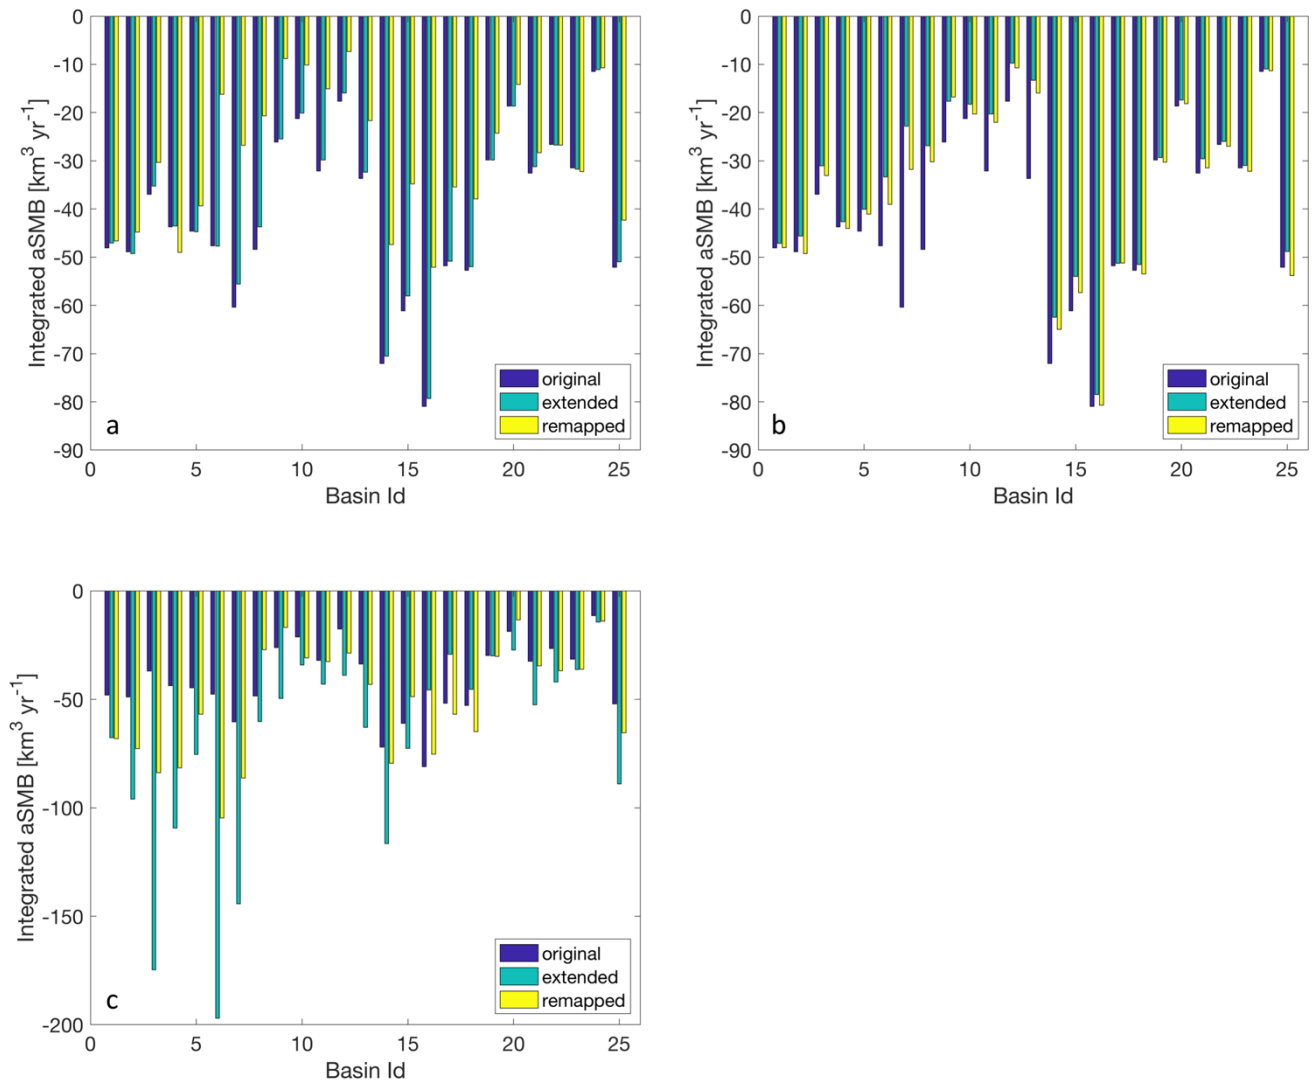 0
-10
-20
-30
-40
-50
-60
-70
-80
-90
Integrated aSMB [km³ yr⁻¹]
a
original
extended
remapped
0 5 10 15 20 25
Basin Id
0
-10
-20
-30
-40
-50
-60
-70
-80
-90
Integrated aSMB [km³ yr⁻¹]
b
original
extended
remapped
0 5 10 15 20 25
Basin Id
0
-50
-100
-150
-200
Integrated aSMB [km³ yr⁻¹]
c
original
extended
remapped
0 5 10 15 20 25
Basin Id